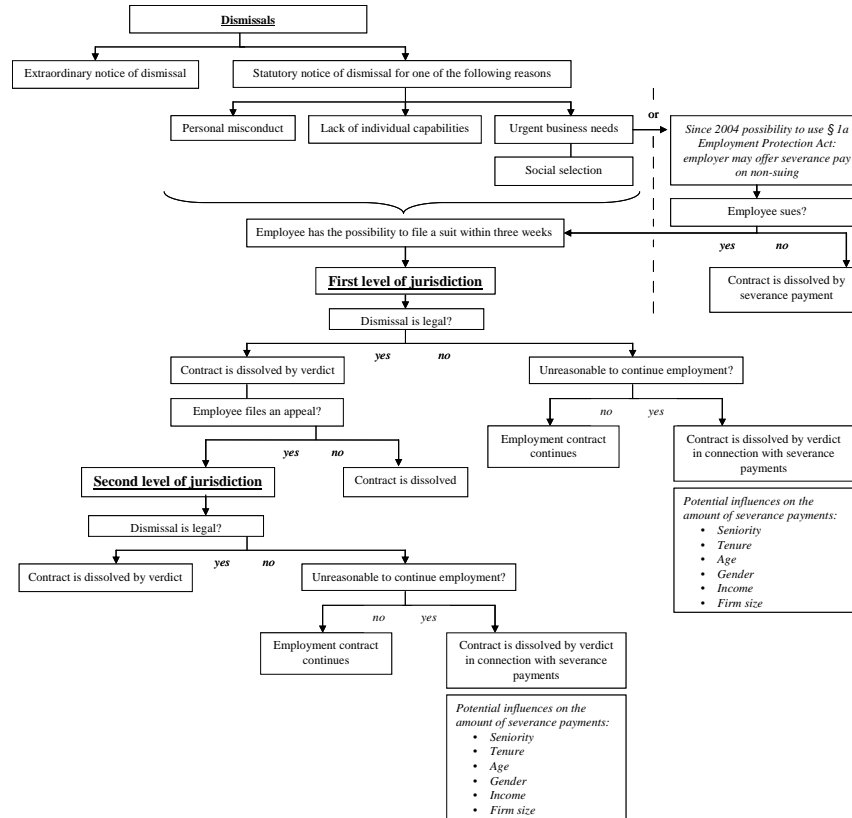 Dismissals
Extraordinary notice of dismissal
Statutory notice of dismissal for one of the following reasons
Personal misconduct
Lack of individual capabilities
Urgent business needs
or
Since 2004 possibility to use § 1a
Employment Protection Act:
employer may offer severance pay
on non-suing
Social selection
Employee sues?
Employee has the possibility to file a suit within three weeks
yes no
Contract is dissolved by
severance payment
First level of jurisdiction
Dismissal is legal?
yes no
Contract is dissolved by verdict
Unreasonable to continue employment?
Employee files an appeal?
no yes
Employment contract
continues
Contract is dissolved by verdict
in connection with severance
payments
yes no
Second level of jurisdiction
Contract is dissolved
Potential influences on the
amount of severance payments:
• Seniority
• Tenure
• Age
• Gender
• Income
• Firm size
Dismissal is legal?
yes no
Contract is dissolved by verdict
Unreasonable to continue employment?
no yes
Employment contract
continues
Contract is dissolved by verdict
in connection with severance
payments
Potential influences on the
amount of severance payments:
• Seniority
• Tenure
• Age
• Gender
• Income
• Firm size